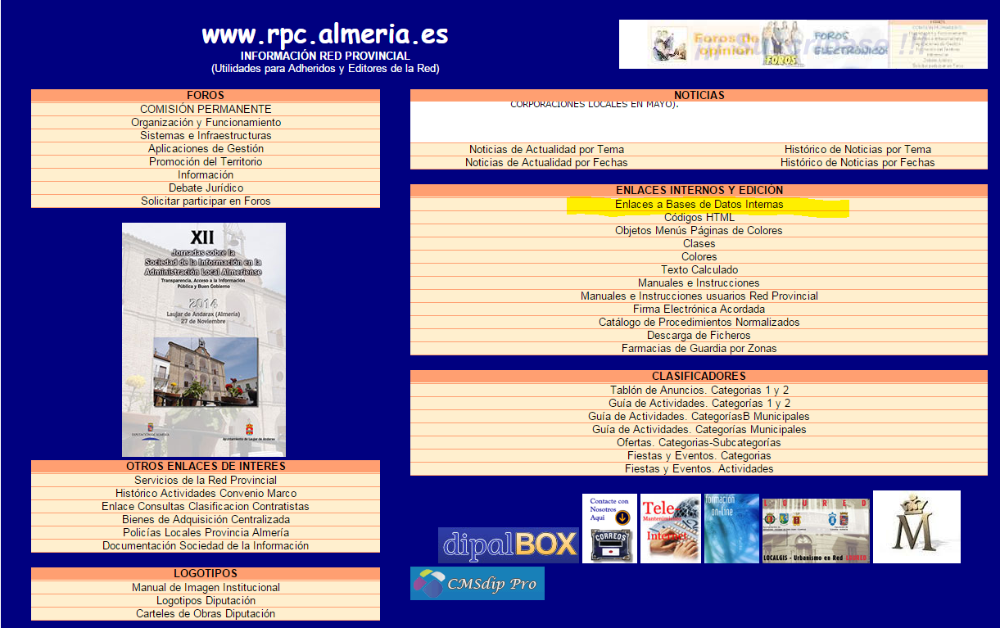 www.rpc.almeria.es
INFORMACIÓN RED PROVINCIAL
(Utilidades para Adheridos y Editores de la Red)
Foros de
opinión
FOROS
FOROS
ELECTRÓNICOS
FOROS
COMISIÓN PERMANENTE
Organización y Funcionamiento
Sistemas e Infraestructuras
Aplicaciones de Gestión
Promoción del Territorio
Información
Debate Jurídico
Solicitar participar en Foros
XII
Jornadas sobre la
Sociedad de la Información en la
Administración Local Almeriense
Transparencia, Acceso a la Información
Pública y Buen Gobierno
2014
Laujar de Andarax (Almería)
27 de Noviembre
DIPUTACIÓN DE ALMERÍA
Ayuntamiento de Laujar de Andarax
OTROS ENLACES DE INTERES
Servicios de la Red Provincial
Histórico Actividades Convenio Marco
Enlace Consultas Clasificacion Contratistas
Bienes de Adquisición Centralizada
Policías Locales Provincia Almería
Documentación Sociedad de la Información
LOGOTIPOS
Manual de Imagen Institucional
Logotipos Diputación
Carteles de Obras Diputación
NOTICIAS
CORPORACIONES LOCALES EN MAYO).
Noticias de Actualidad por Tema
Histórico de Noticias por Tema
Noticias de Actualidad por Fechas
Histórico de Noticias por Fechas
ENLACES INTERNOS Y EDICIÓN
Enlaces a Bases de Datos Internas
Códigos HTML
Objetos Menús Páginas de Colores
Clases
Colores
Texto Calculado
Manuales e Instrucciones
Manuales e Instrucciones usuarios Red Provincial
Firma Electrónica Acordada
Catálogo de Procedimientos Normalizados
Descarga de Ficheros
Farmacias de Guardia por Zonas
CLASIFICADORES
Tablón de Anuncios. Categorias 1 y 2
Guía de Actividades. Categorías 1 y 2
Guía de Actividades. CategoríasB Municipales
Guía de Actividades. Categorías Municipales
Ofertas. Categorias-Subcategorías
Fiestas y Eventos. Categorias
Fiestas y Eventos. Actividades
dipalBOX
Contacte con
Nosotros
Aquí
CORREOS
Tele-
Mantenimiento
Internet
formación
on-line
LOURED
LOCALGIS - Urbanismo en Red LOURED
M
CMSdip Pro